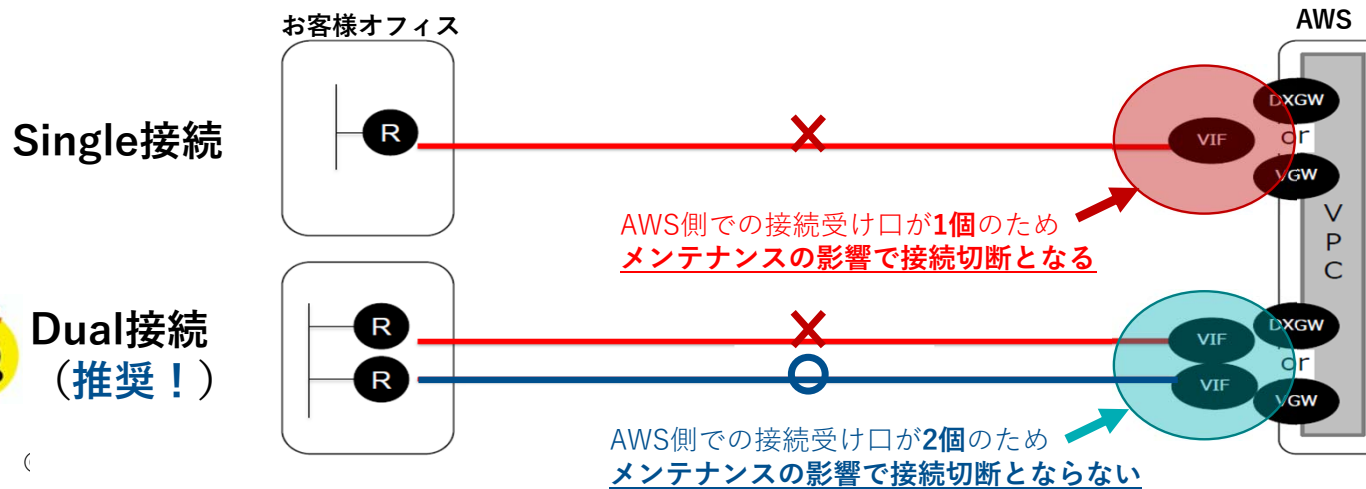 お客様オフィス
AWS
Single接続
R
VIF
DXGW
or
VGW
AWS側での接続受け口が1個のため
メンテナンスの影響で接続切断となる
VPC
Dual接続
（推奨！）
R
R
VIF
VIF
DXGW
or
VGW
AWS側での接続受け口が2個のため
メンテナンスの影響で接続切断とならない